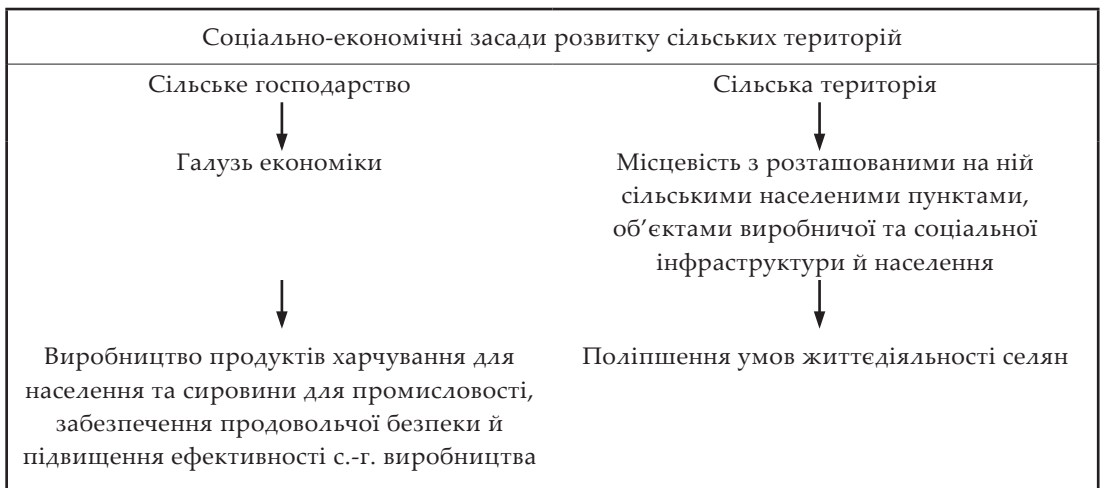 Соціально-економічні засади розвитку сільських територій
Сільське господарство
Галузь економіки
Виробництво продуктів харчування для
населення та сировини для промисловості,
забезпечення продовольчої безпеки й
підвищення ефективності с.-г. виробництва
Сільська територія
Місцевість з розташованими на ній
сільськими населеними пунктами,
об’єктами виробничої та соціальної
інфраструктури й населення
Поліпшення умов життєдіяльності селян